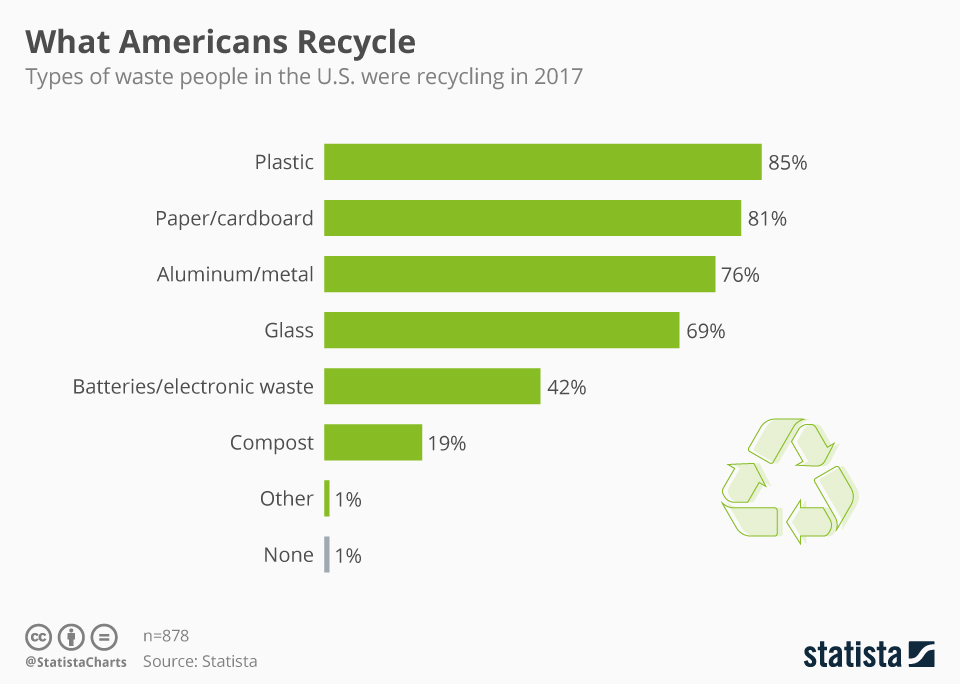 What Americans Recycle
Types of waste people in the U.S. were recycling in 2017
Plastic 85%
Paper/cardboard 81%
Aluminum/metal 76%
Glass 69%
Batteries/electronic waste 42%
Compost 19%
Other 1%
None 1%
cc =
@StatistaCharts
n=878
Source: Statista
statista